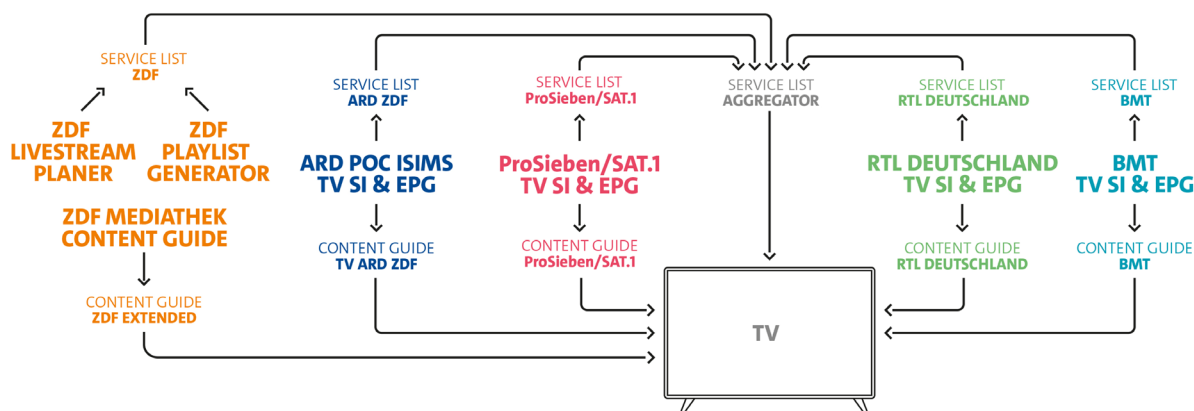 SERVICE LIST
ZDF
ZDF
LIVESTREAM
PLANER
ZDF
PLAYLIST
GENERATOR
ZDF MEDIATHEK
CONTENT GUIDE
CONTENT GUIDE
ZDF EXTENDED
SERVICE LIST
ARD ZDF
ARD POC ISIMS
TV SI & EPG
CONTENT GUIDE
TV ARD ZDF
SERVICE LIST
ProSieben/SAT.1
ProSieben/SAT.1
TV SI & EPG
CONTENT GUIDE
ProSieben/SAT.1
SERVICE LIST
AGGREGATOR
TV
SERVICE LIST
RTL DEUTSCHLAND
RTL DEUTSCHLAND
TV SI & EPG
CONTENT GUIDE
RTL DEUTSCHLAND
SERVICE LIST
BMT
BMT
TV SI & EPG
CONTENT GUIDE
BMT